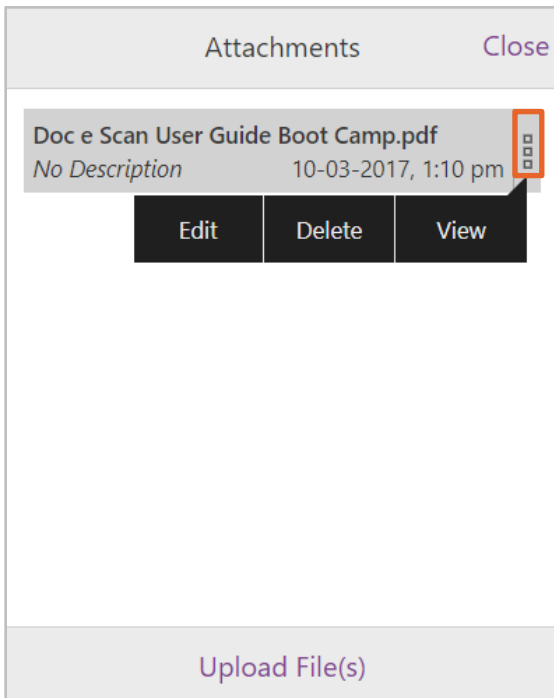 Attachments Close
Doc e Scan User Guide Boot Camp.pdf
No Description 10-03-2017, 1:10 pm
Edit Delete View
Upload File(s)